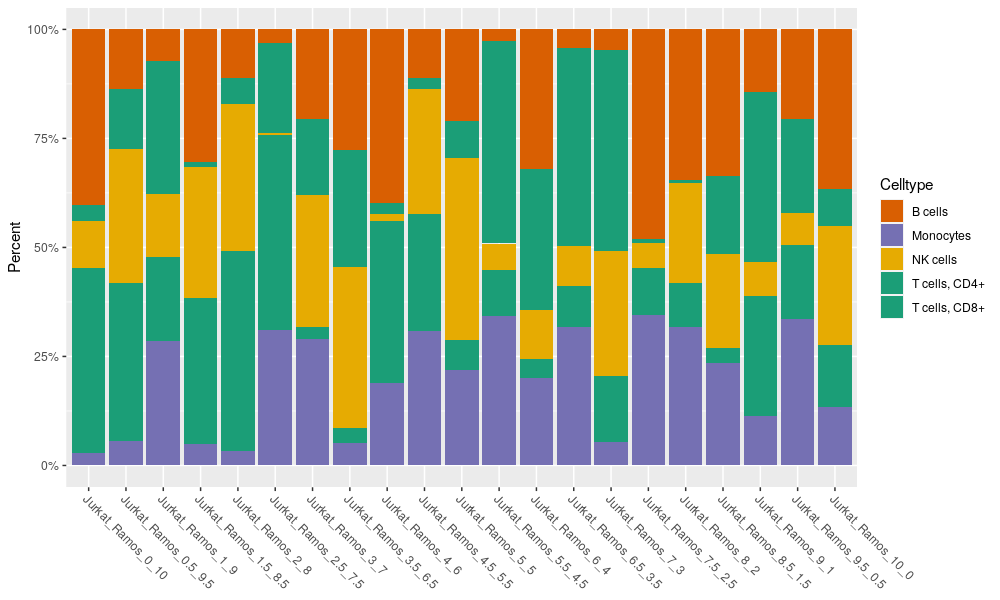 100%
75%
50%
25%
0%
Percent
Jurkat_Ramos_0_10
Jurkat_Ramos_0.5_9.5
Jurkat_Ramos_1_9
Jurkat_Ramos_1.5_8.5
Jurkat_Ramos_2_8
Jurkat_Ramos_2.5_7.5
Jurkat_Ramos_3_7
Jurkat_Ramos_3.5_6.5
Jurkat_Ramos_4_6
Jurkat_Ramos_4.5_5.5
Jurkat_Ramos_5_5
Jurkat_Ramos_5.5_4.5
Jurkat_Ramos_6_4
Jurkat_Ramos_6.5_3.5
Jurkat_Ramos_7_3
Jurkat_Ramos_7.5_2.5
Jurkat_Ramos_8_2
Jurkat_Ramos_8.5_1.5
Jurkat_Ramos_9_1
Jurkat_Ramos_9.5_0.5
Jurkat_Ramos_10_0
Celltype
B cells
Monocytes
NK cells
T cells, CD4+
T cells, CD8+